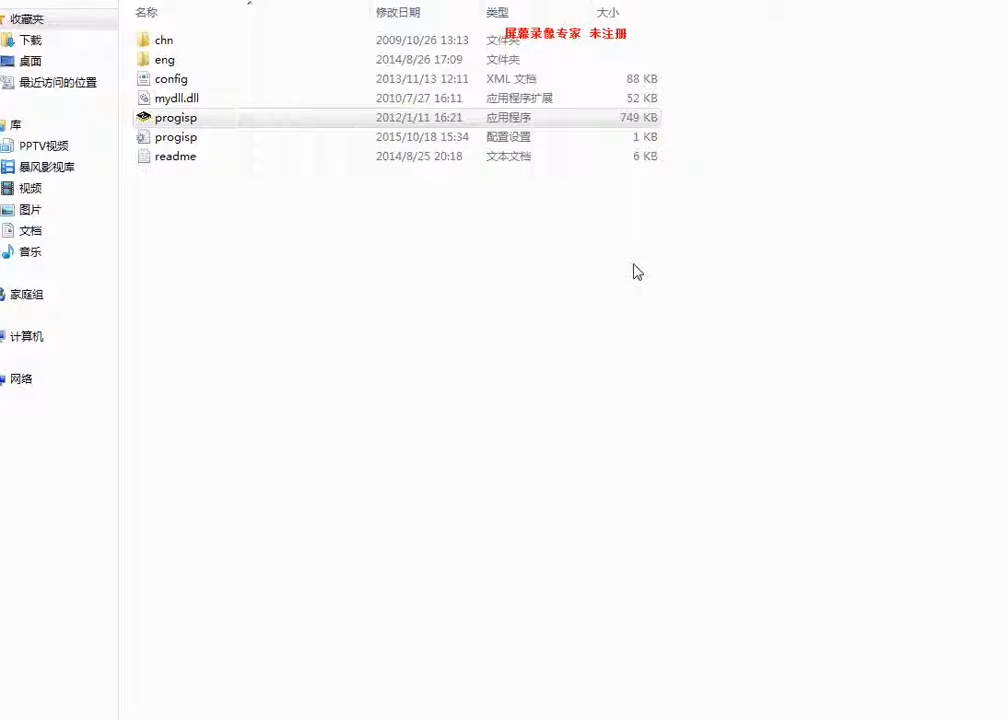 名称 修改日期 类型 大小
屏幕录像专家 未注册
收藏夹
下载
桌面
最近访问的位置
库
PPTV视频
暴风影视库
视频
图片
文档
音乐
家庭组
计算机
网络
chn 2009/10/26 13:13 文件夹
eng 2014/8/26 17:09 文件夹
config 2013/11/13 12:11 XML 文档 88 KB
mydll.dll 2010/7/27 16:11 应用程序扩展 52 KB
progisp 2012/1/11 16:21 应用程序 749 KB
progisp 2015/10/18 15:34 配置设置 1 KB
readme 2014/8/25 20:18 文本文档 6 KB